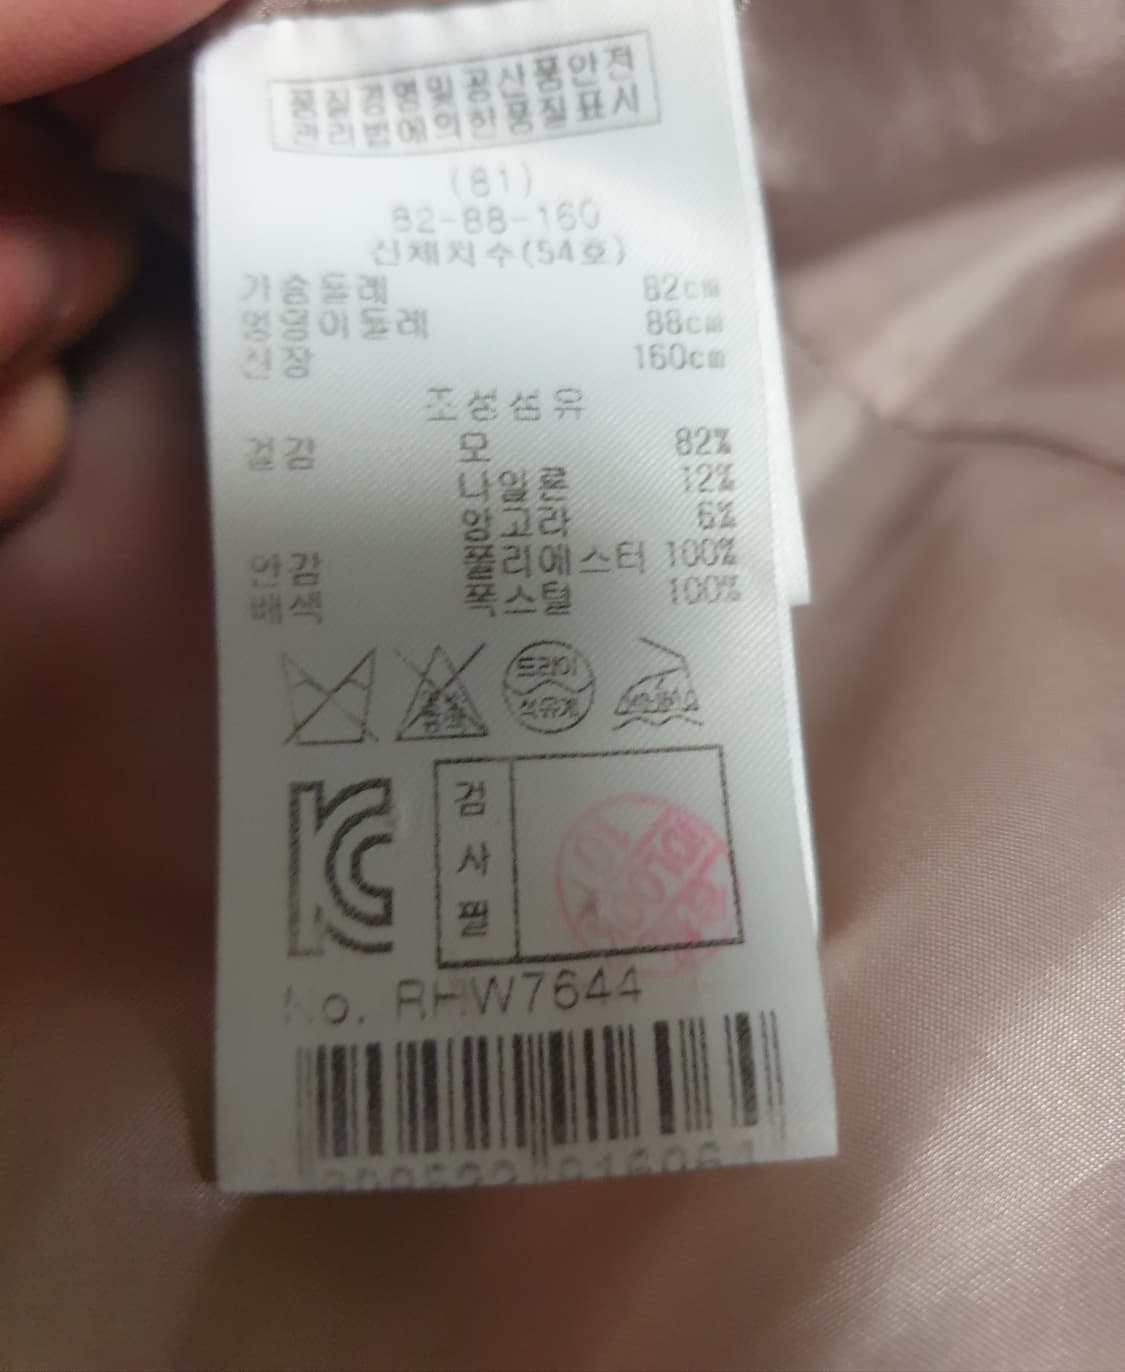 품질경영및공산품안전
관리법에의한품질표시
(81)
82-88-160
신체치수(54호)
가슴둘레 82cm
엉덩이둘레 88cm
신장 160cm
조성섬유
겉감 모 82%
나일론 12%
앙고라 6%
안감 폴리에스터 100%
배색 폭스털 100%
드라이
석유계
검사필
No. RHW7644